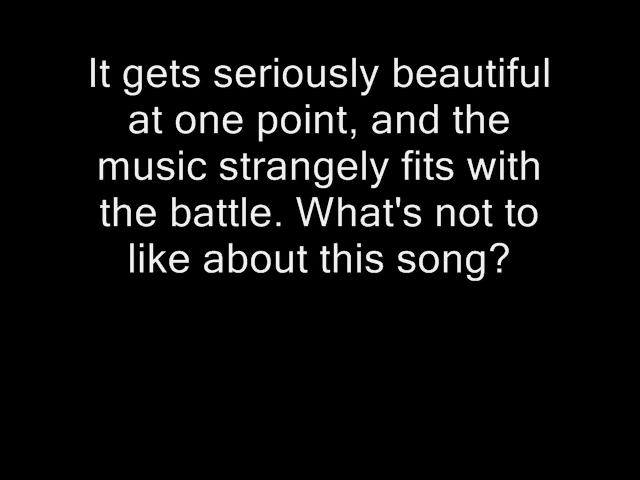 It gets seriously beautiful
at one point, and the
music strangely fits with
the battle. What's not to
like about this song?